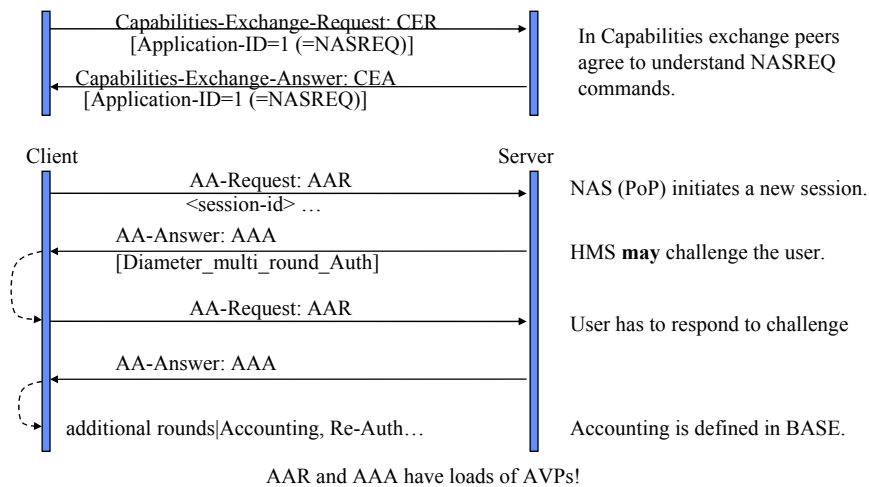 Capabilities-Exchange-Request: CER
[Application-ID=1 (=NASREQ)]
In Capabilities exchange peers
agree to understand NASREQ
commands.
Capabilities-Exchange-Answer: CEA
[Application-ID=1 (=NASREQ)]
Client
Server
AA-Request: AAR
<session-id> …
NAS (PoP) initiates a new session.
AA-Answer: AAA
[Diameter_multi_round_Auth]
HMS may challenge the user.
AA-Request: AAR
User has to respond to challenge
AA-Answer: AAA
additional rounds|Accounting, Re-Auth…
Accounting is defined in BASE.
AAR and AAA have loads of AVPs!